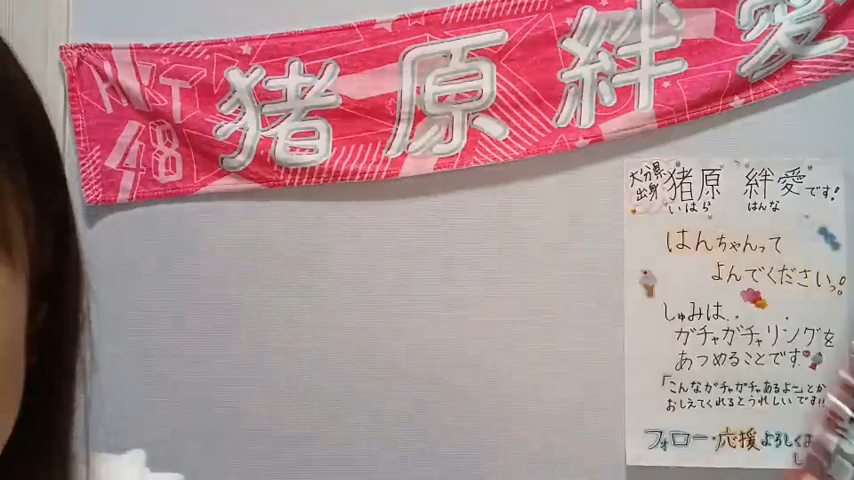 HKT
48
猪原絆愛
大分県
出身
猪原 絆愛です!
いはら はんな
はんちゃんって
よんでくださいっ!
しゅみは、
ガチャガチャリングを
あつめることです
「こんなガチャガチャあるよ~」とか
おしえてくれるとうれしいです!!
フォロー・応援よろしく